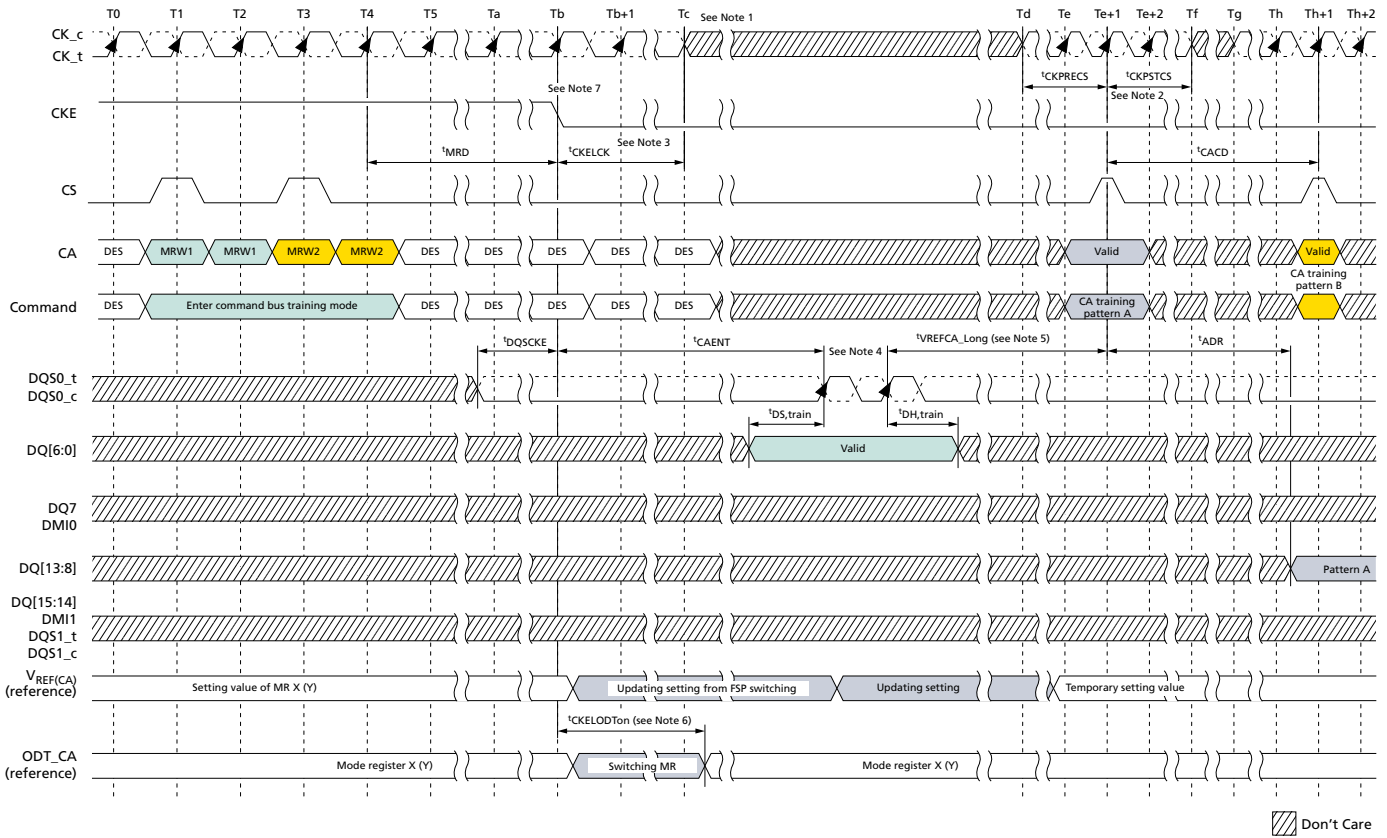 T0 T1 T2 T3 T4 T5 Ta Tb Tb+1 Tc See Note 1 Td Te Te+1 Te+2 Tf Tg Th Th+1 Th+2
CK_c
CK_t
tCKPRECS tCKPSTCS
See Note 7 See Note 2
CKE
See Note 3
tMRD tCKELCK tCACD
CS
CA DES MRW1 MRW1 MRW2 MRW2 DES DES DES DES DES Valid Valid
CA training
pattern B
Command DES Enter command bus training mode DES DES DES DES DES CA training
pattern A
tDQSCKE tCAENT See Note 4 tVREFCA_Long (see Note 5) tADR
DQS0_t
DQS0_c
tDS,train tDH,train
DQ[6:0] Valid
DQ7
DMI0
DQ[13:8] Pattern A
DQ[15:14]
DMI1
DQS1_t
DQS1_c
VREF(CA)
(reference) Setting value of MR X (Y) Updating setting from FSP switching Updating setting Temporary setting value
tCKELODTon (see Note 6)
ODT_CA
(reference) Mode register X (Y) Switching MR Mode register X (Y)
Don't Care